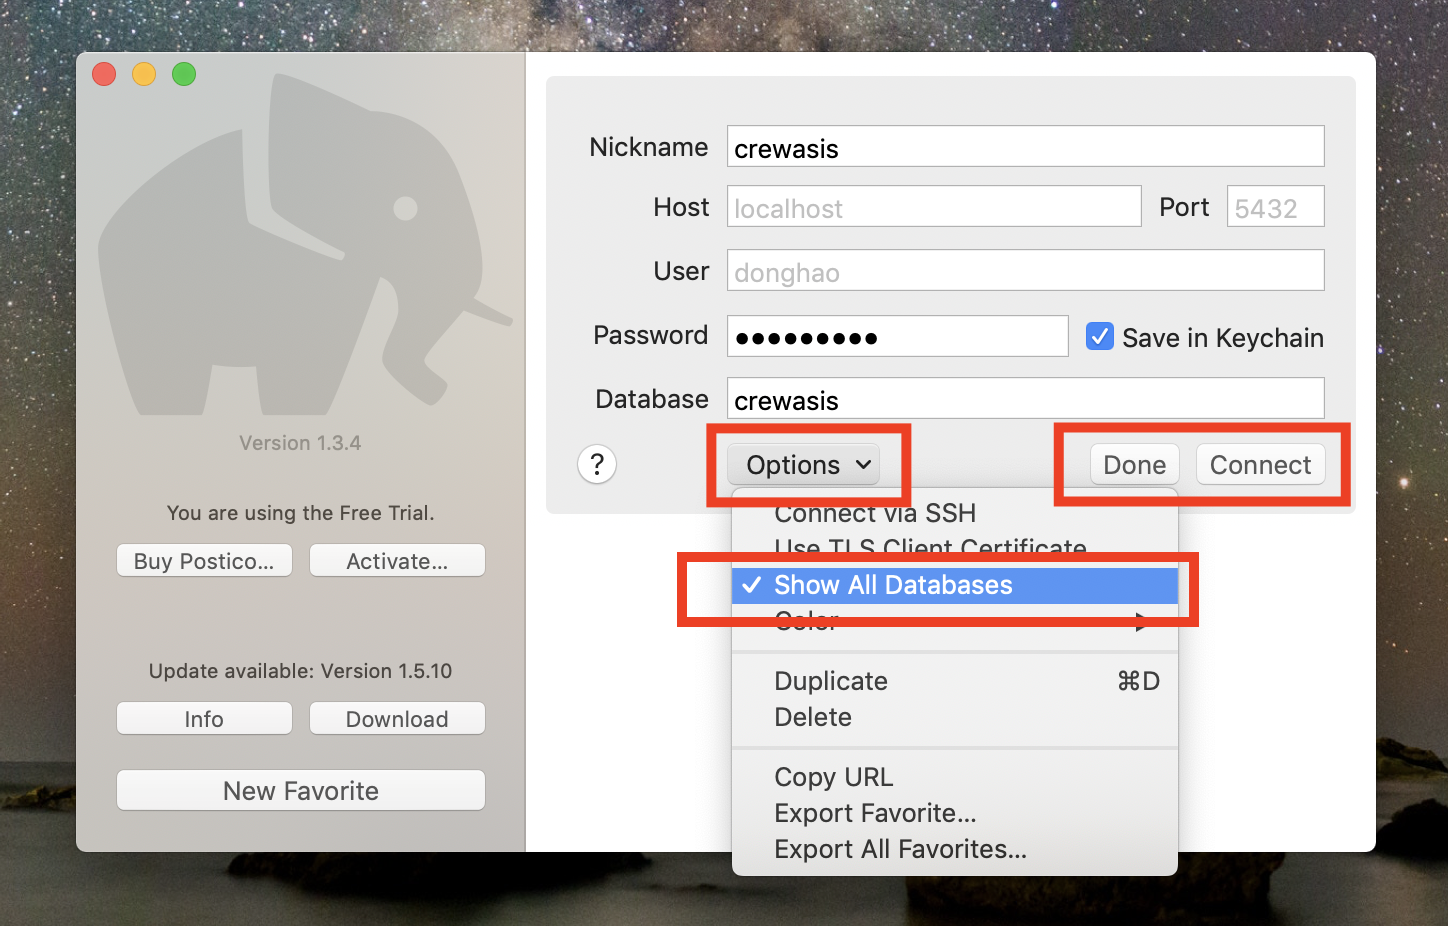 Nickname crewasis
Host localhost Port 5432
User donghao
Password ●●●●●●●●● Save in Keychain
Database crewasis
? Options Done Connect
Connect via SSH
Use TLS Client Certificate
✓ Show All Databases
Color ▶
Duplicate ⌘D
Delete
Copy URL
Export Favorite...
Export All Favorites...
Version 1.3.4
You are using the Free Trial.
Buy Postico... Activate...
Update available: Version 1.5.10
Info Download
New Favorite